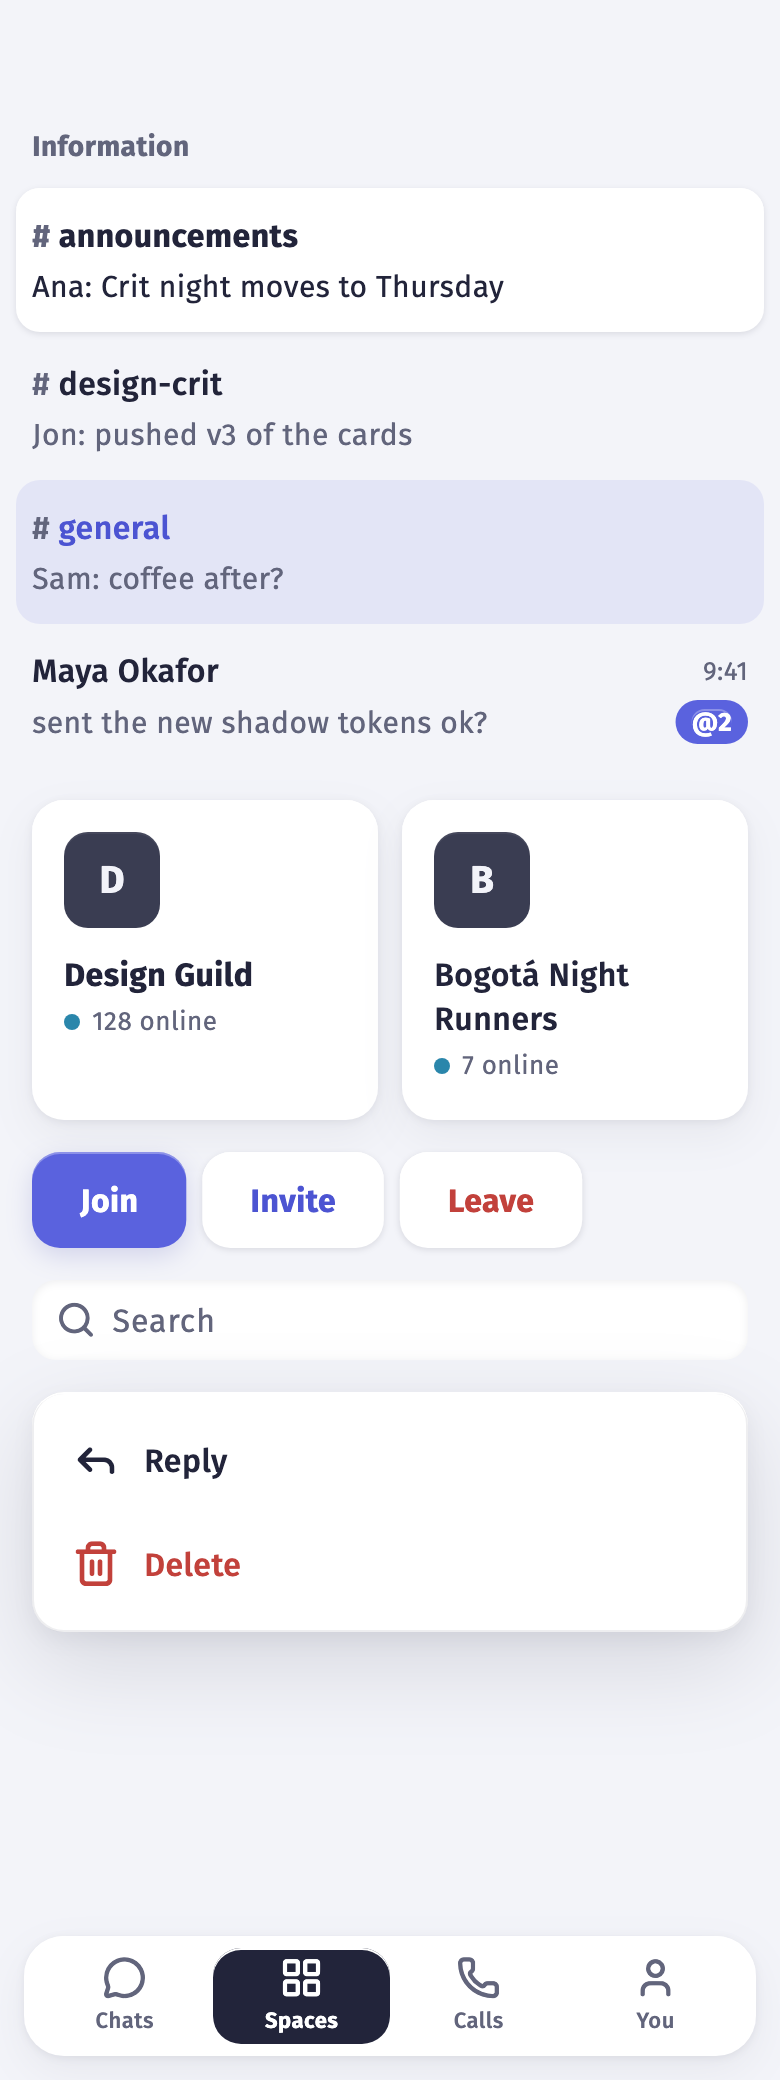 Information
# announcements
Ana: Crit night moves to Thursday
# design-crit
Jon: pushed v3 of the cards
# general
Sam: coffee after?
Maya Okafor 9:41
sent the new shadow tokens ok? @2
D
Design Guild
128 online
B
Bogotá Night
Runners
7 online
Join Invite Leave
Search
Reply
Delete
Chats Spaces Calls You